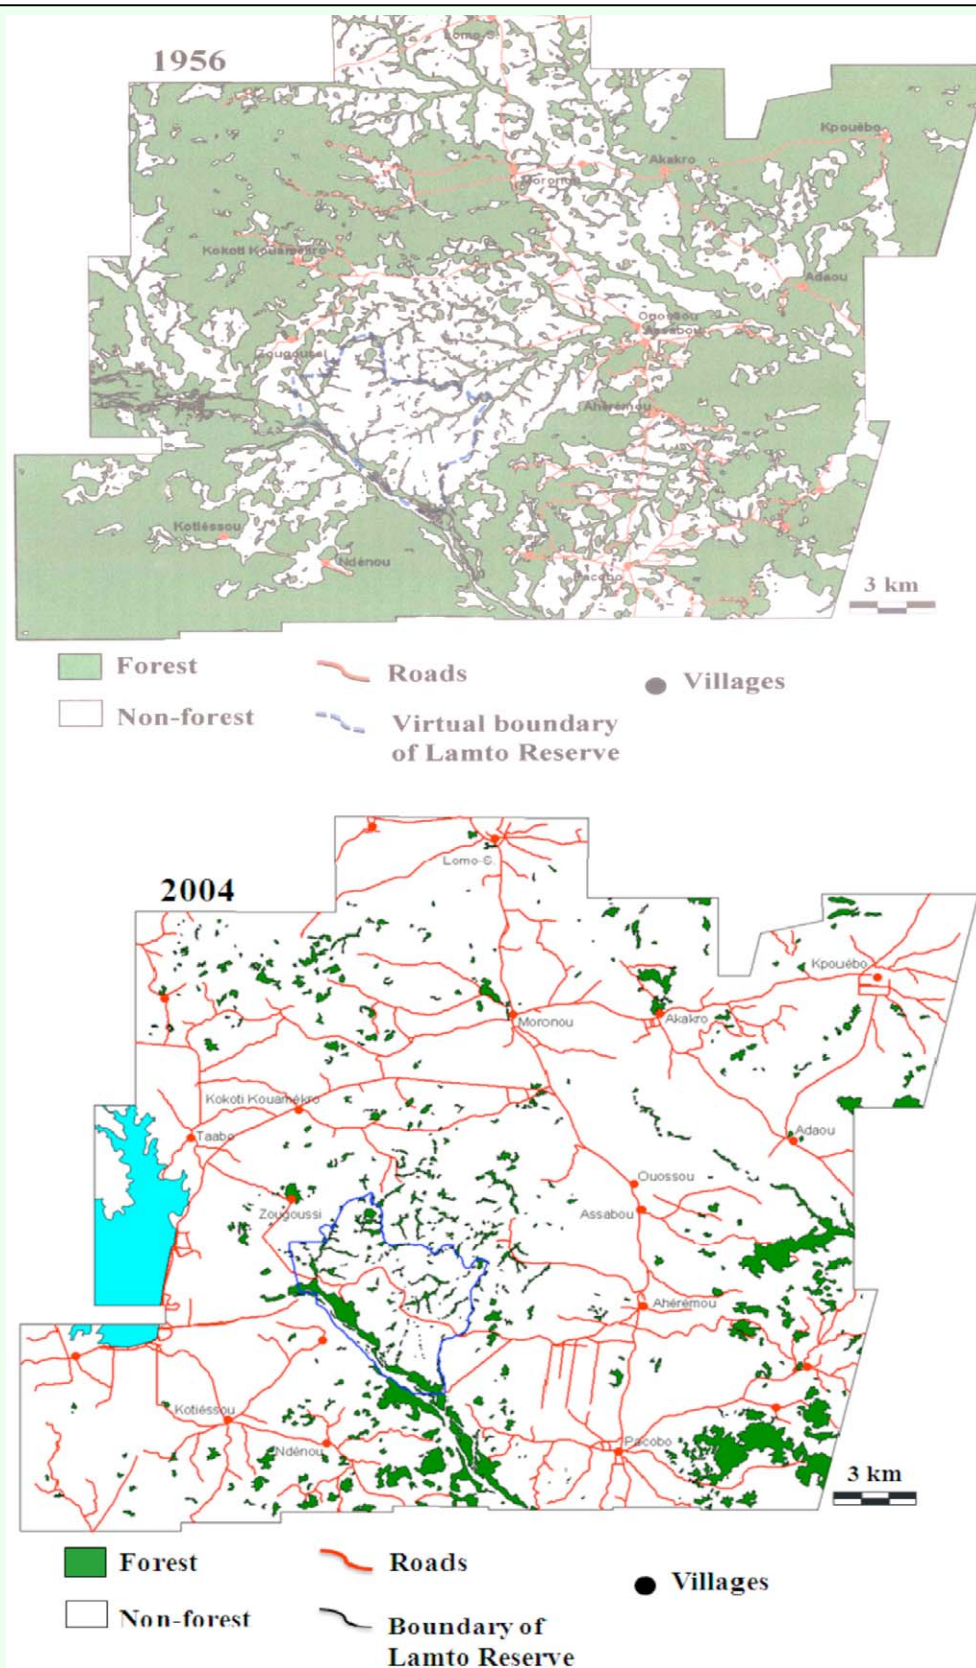 Lomo-S.
1956
Kpouébo
Akakro
Moronou
Kokoti Kouamékro
Adaou
Ouossou
Assabou
Zougoussi
Ahérémou
Kotiéssou
Ndénou
Pacobo
3 km
Forest
Roads
Villages
Non-forest
Virtual boundary
of Lamto Reserve
Lomo-S.
2004
Kpouébo
Moronou
Akakro
Kokoti Kouamékro
Taabo
Adaou
Ouossou
Zougoussi
Assabou
Ahérémou
Kotiéssou
Ndénou
Pacobo
3 km
Forest
Roads
Villages
Non-forest
Boundary of
Lamto Reserve